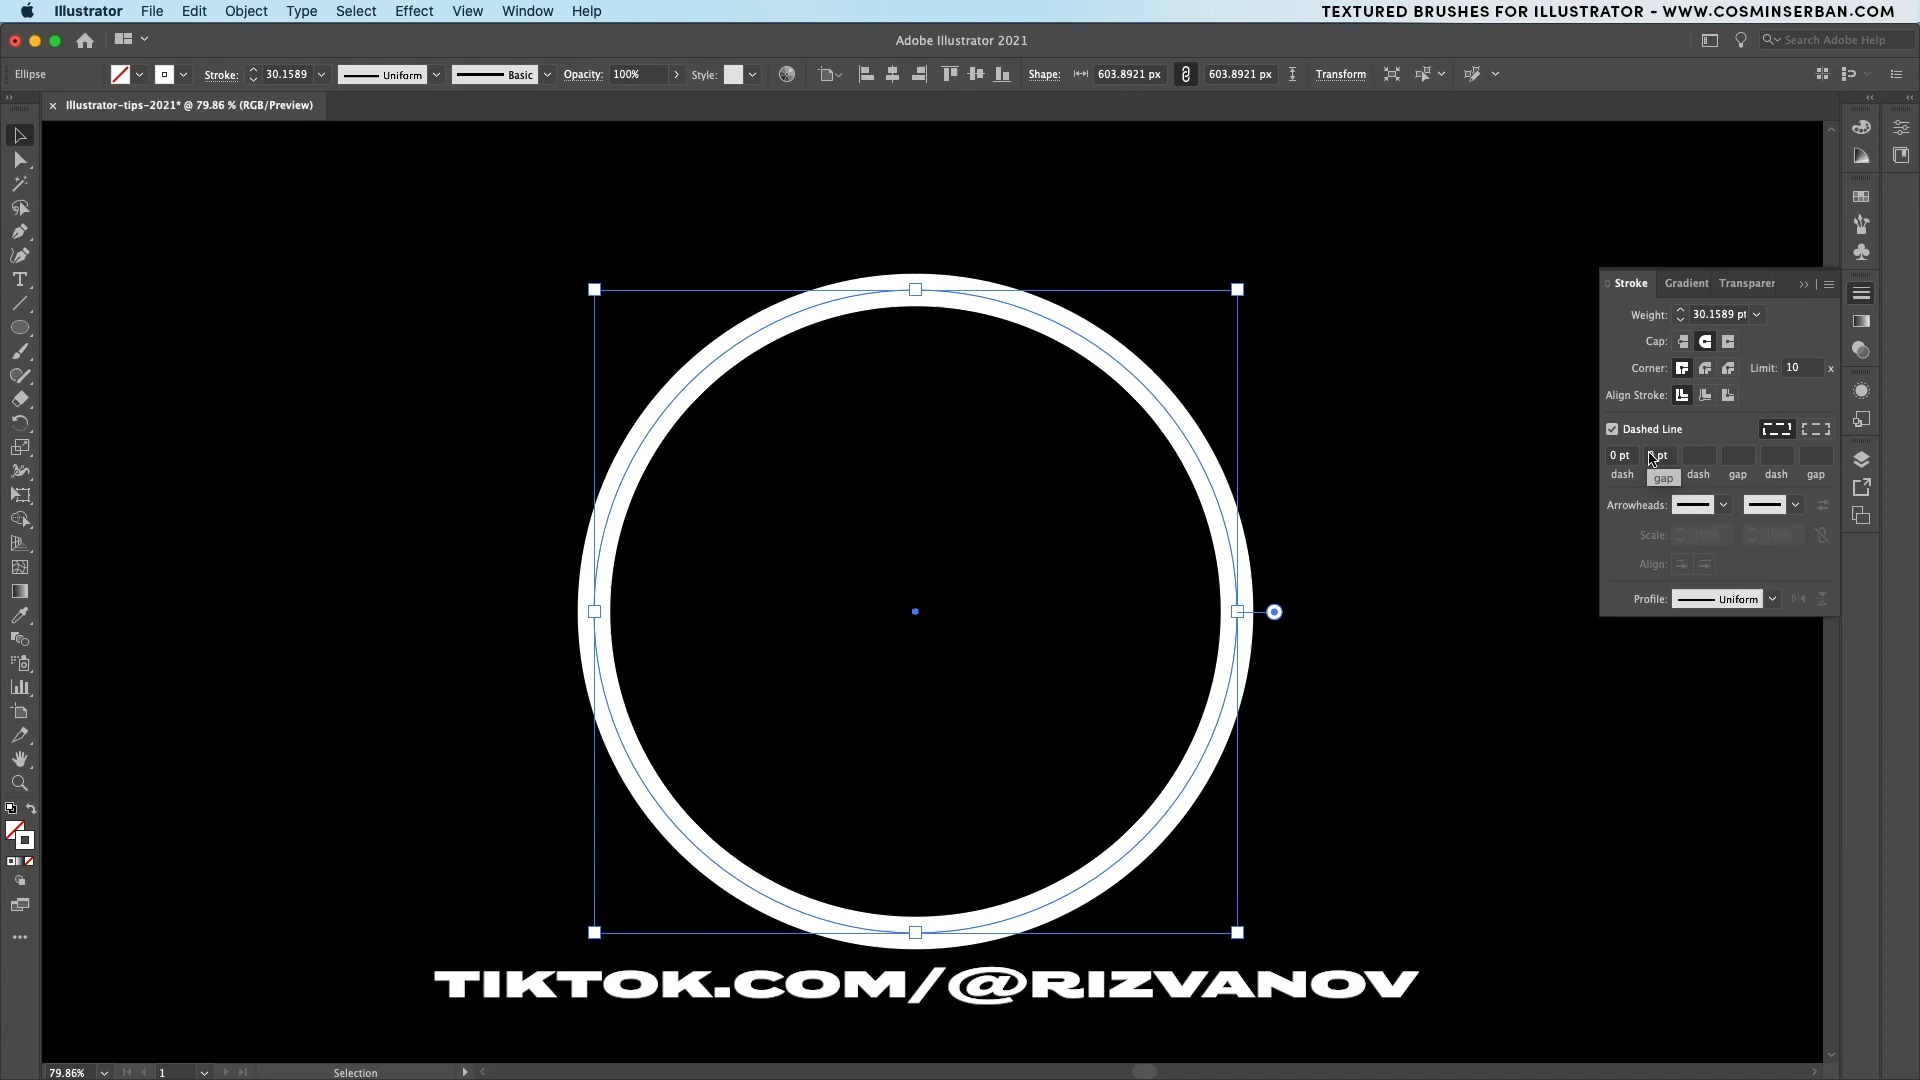 Illustrator File Edit Object Type Select Effect View Window Help
TEXTURED BRUSHES FOR ILLUSTRATOR - WWW.COSMINSERBAN.COM
Adobe Illustrator 2021
Search Adobe Help
Ellipse Stroke: 30.1589 Uniform Basic Opacity: 100% Style: Shape: 603.8921 px 603.8921 px Transform
Illustrator-tips-2021* @ 79.86 % (RGB/Preview)
Stroke Gradient Transparer
Weight: 30.1589 pt
Cap:
Corner: Limit: 10 x
Align Stroke:
Dashed Line
0 pt pt
dash gap dash gap dash gap
Arrowheads:
Scale: 100% 100%
Align:
Profile: Uniform
TIKTOK.COM/@RIZVANOV
79.86% 1 Selection